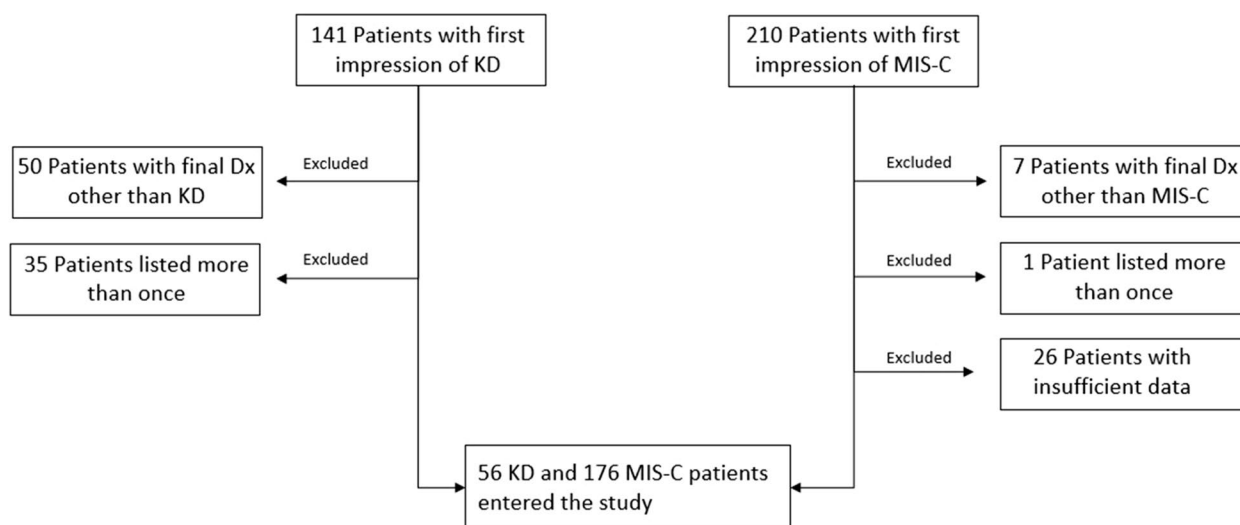 141 Patients with first
impression of KD
210 Patients with first
impression of MIS-C
50 Patients with final Dx
other than KD
Excluded
Excluded
7 Patients with final Dx
other than MIS-C
35 Patients listed more
than once
Excluded
Excluded
1 Patient listed more
than once
Excluded
26 Patients with
insufficient data
56 KD and 176 MIS-C patients
entered the study